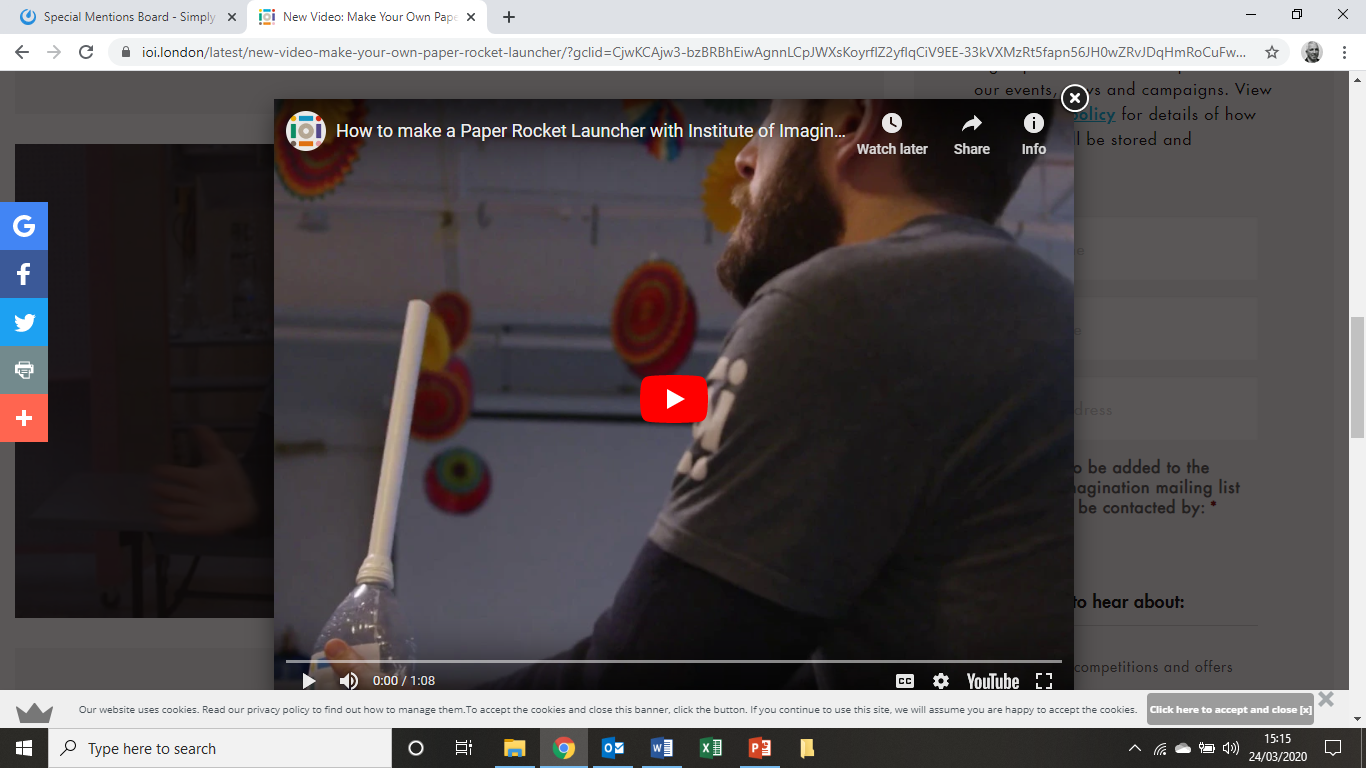 Special Mentions Board - Simply
New Video: Make Your Own Pape
ioi.london/latest/new-video-make-your-own-paper-rocket-launcher/?gclid=CjwKCAjw3-bzBRBhEiwAgnnLCpJWXsKoyrflZ2yflqCiV9EE-33kVXMzRt5fapn56JH0wZRvJDqHmRoCuFw...
our events, ys and campaigns. View
policy for details of how
ll be stored and
How to make a Paper Rocket Launcher with Institute of Imagin...
Watch later
Share
Info
dress
o be added to the
magination mailing list
be contacted by: *
to hear about:
competitions and offers
0:00 / 1:08
CC
YouTube
Our website uses cookies. Read our privacy policy to find out how to manage them.To accept the cookies and close this banner, click the button. If you continue to use this site, we will assume you are happy to accept the cookies.
Click here to accept and close [x]
Type here to search
15:15
24/03/2020